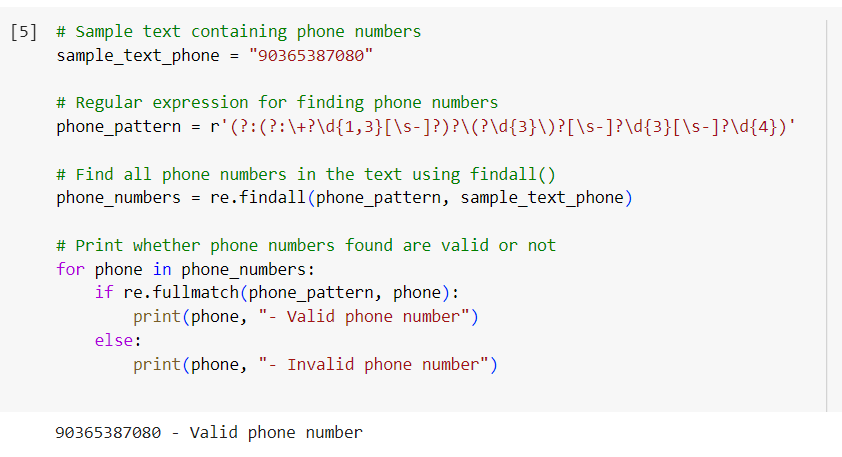 [5] # Sample text containing phone numbers
sample_text_phone = "90365387080"
# Regular expression for finding phone numbers
phone_pattern = r'(?:(?:\+?\d{1,3}[\s-]?)?\(?\d{3}\)?[\s-]?\d{3}[\s-]?\d{4})'
# Find all phone numbers in the text using findall()
phone_numbers = re.findall(phone_pattern, sample_text_phone)
# Print whether phone numbers found are valid or not
for phone in phone_numbers:
    if re.fullmatch(phone_pattern, phone):
        print(phone, "- Valid phone number")
    else:
        print(phone, "- Invalid phone number")
90365387080 - Valid phone number